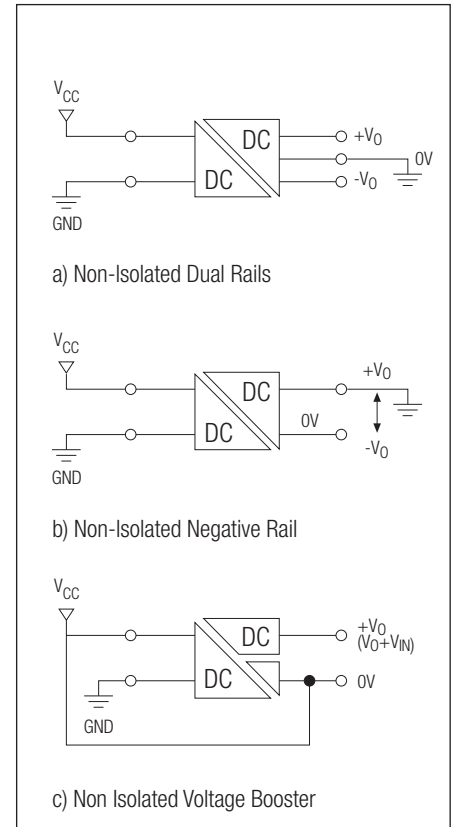 V_CC
DC
DC
+V_O
0V
-V_O
GND
a) Non-Isolated Dual Rails
V_CC
DC
DC
+V_O
0V
-V_O
GND
b) Non-Isolated Negative Rail
V_CC
DC
DC
+V_O
(V_O+V_IN)
0V
GND
c) Non Isolated Voltage Booster